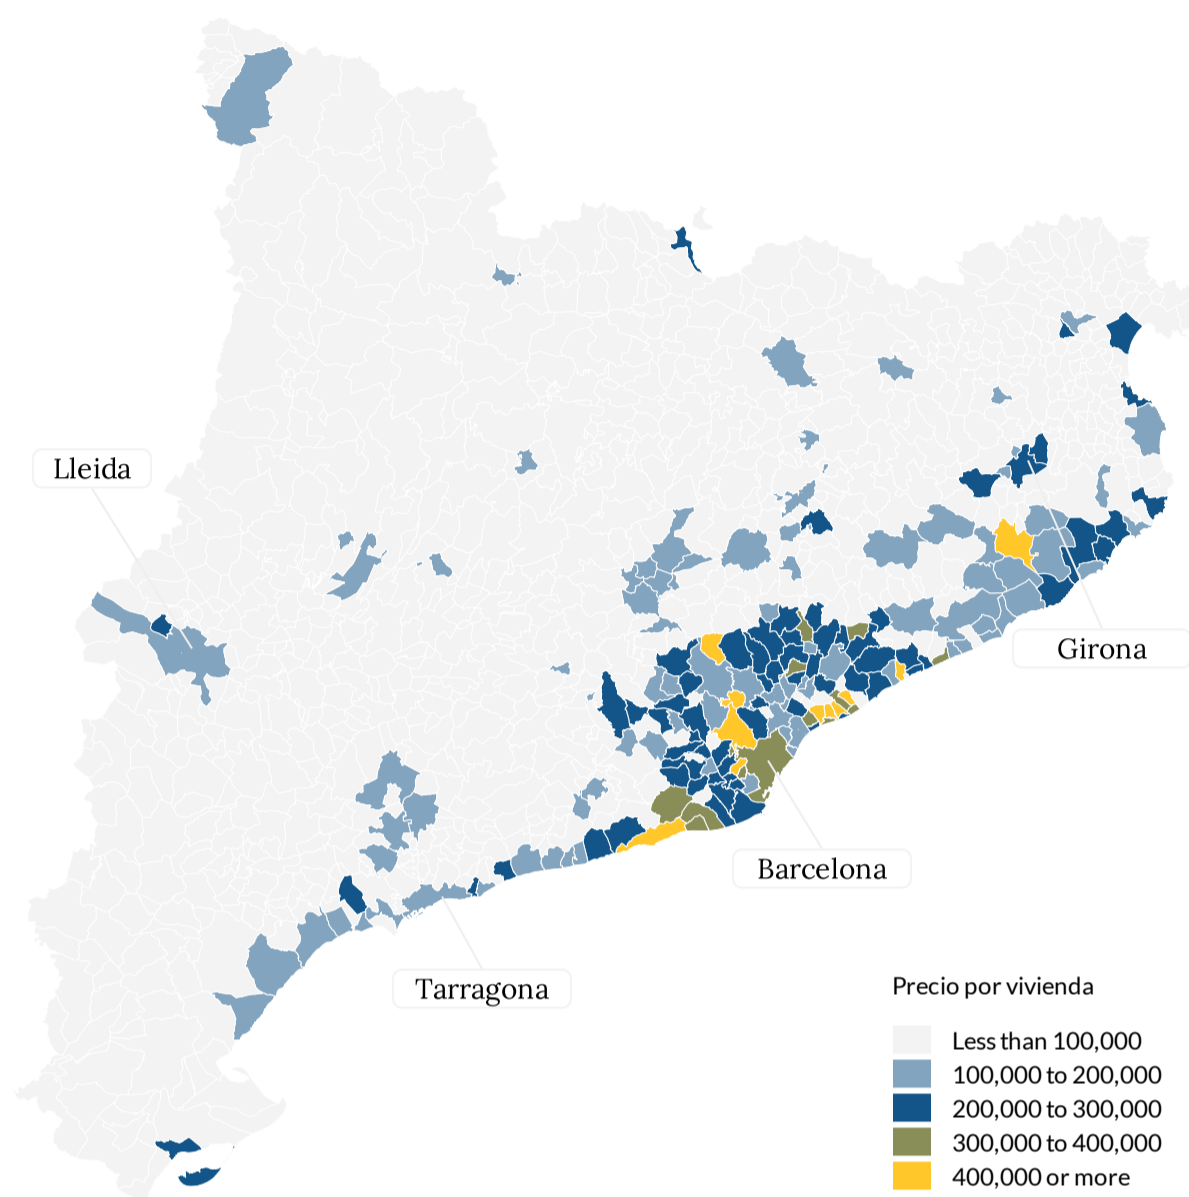 Lleida
Girona
Barcelona
Tarragona
Precio por vivienda
Less than 100,000
100,000 to 200,000
200,000 to 300,000
300,000 to 400,000
400,000 or more